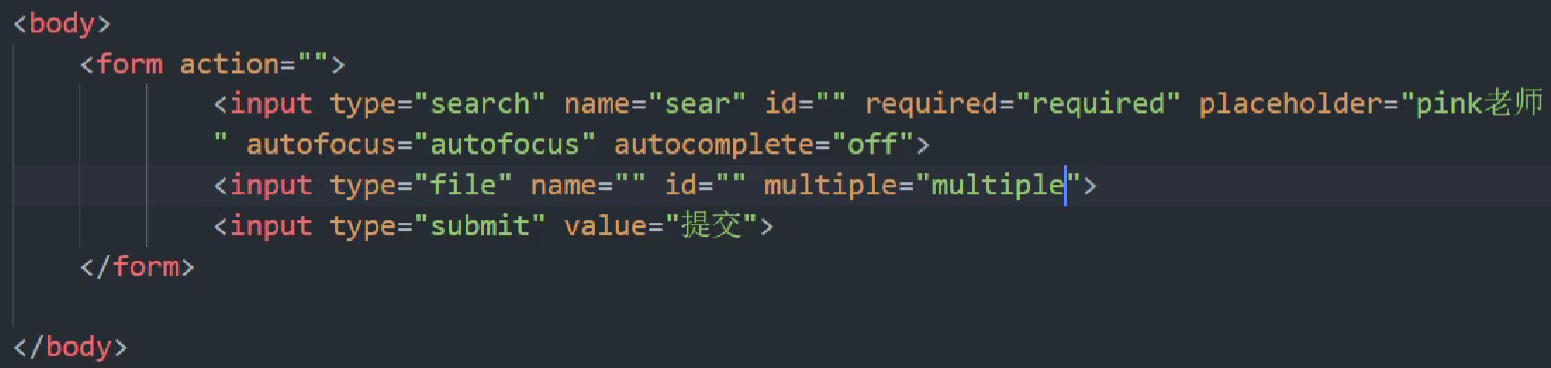 <body>
<form action="">
<input type="search" name="sear" id="" required="required" placeholder="pink老师
" autofocus="autofocus" autocomplete="off">
<input type="file" name="" id="" multiple="multiple">
<input type="submit" value="提交">
</form>
</body>